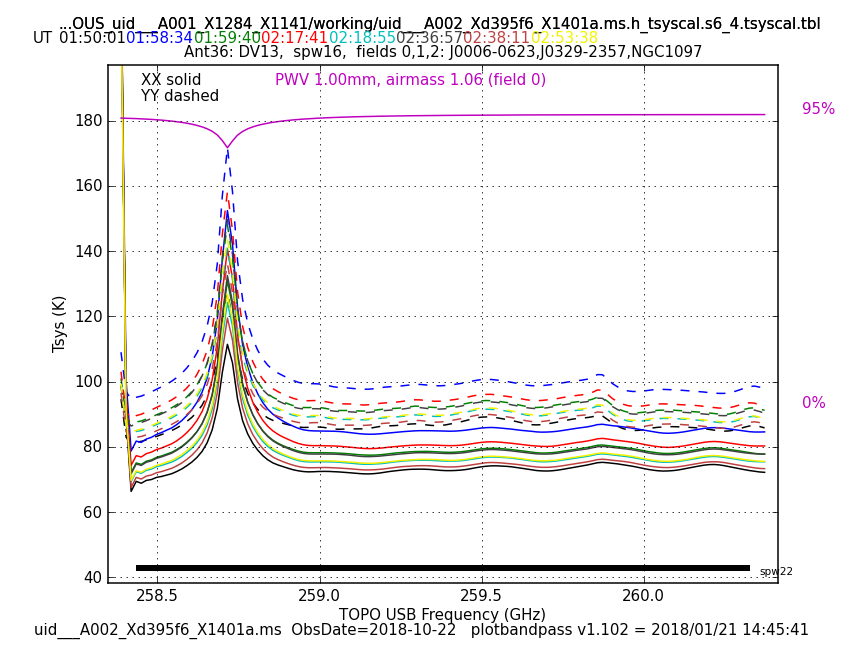 ...OUS_uid___A001_X1284_X1141/working/uid___A002_Xd395f6_X1401a.ms.h_tsyscal.s6_4.tsyscal.tbl
UT 01:50:01 01:58:34 01:59:40 02:17:41 02:18:55 02:36:57 02:38:11 02:53:38
Ant36: DV13, spw16, fields 0,1,2: J0006-0623,J0329-2357,NGC1097
XX solid PWV 1.00mm, airmass 1.06 (field 0)
YY dashed
95%
0%
180
160
140
120
100
80
60
40
Tsys (K)
spw22
258.5 259.0 259.5 260.0
TOPO USB Frequency (GHz)
uid___A002_Xd395f6_X1401a.ms ObsDate=2018-10-22 plotbandpass v1.102 = 2018/01/21 14:45:41